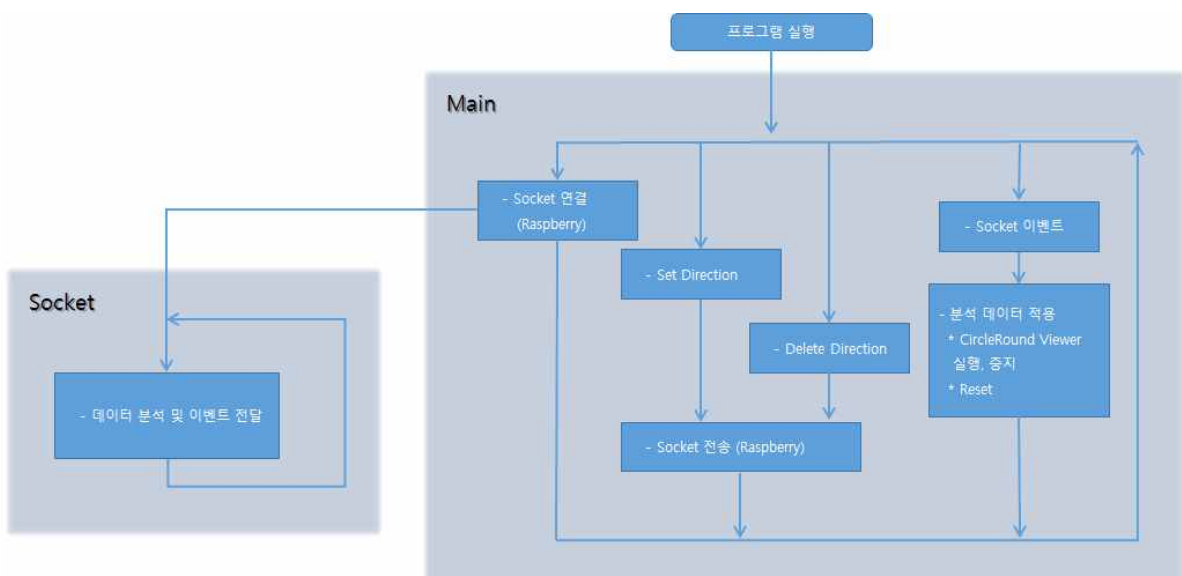 프로그램 실행
Main
- Socket 연결
(Raspberry)
- Socket 이벤트
- Set Direction
Socket
- 분석 데이터 적용
* CircleRound Viewer
실행, 중지
* Reset
- Delete Direction
- 데이터 분석 및 이벤트 전달
- Socket 전송 (Raspberry)